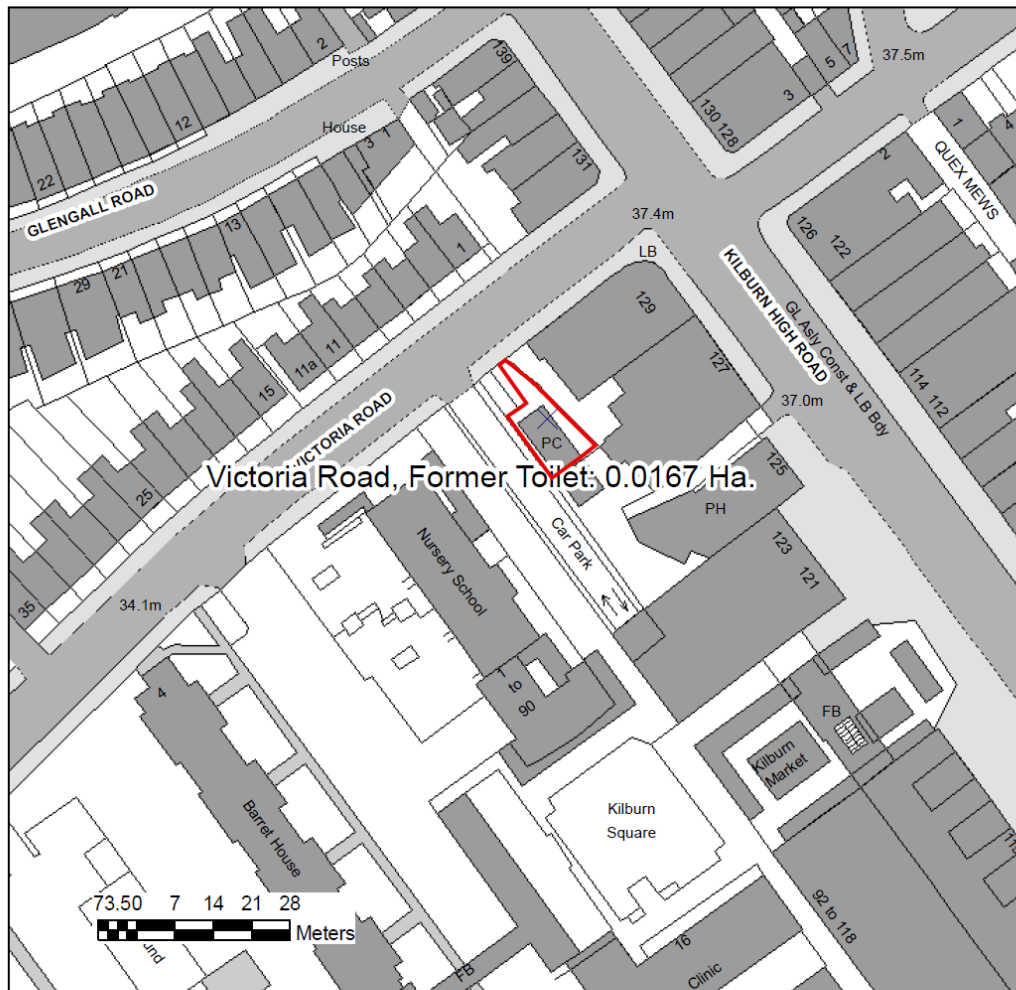 2
Posts
139
7
5
37.5m
12
3
130 128
1
4
House
3 1
QUEX MEWS
2
22
131
GLENGALL ROAD
37.4m
126
122
13
1
LB
KILBURN HIGH ROAD
29
21
129
GL Asly Const & LB Bdy
11
11a
127
114
112
15
37.0m
VICTORIA ROAD
PC
125
Victoria Road, Former Toilet: 0.0167 Ha.
25
PH
Car Park
123
Nursery School
121
35
34.1m
1
to
90
4
FB
Kilburn
Market
Kilburn
Square
Barret House
73.50 7 14 21 28
Meters
92 to 118
und
16
FB
Clinic